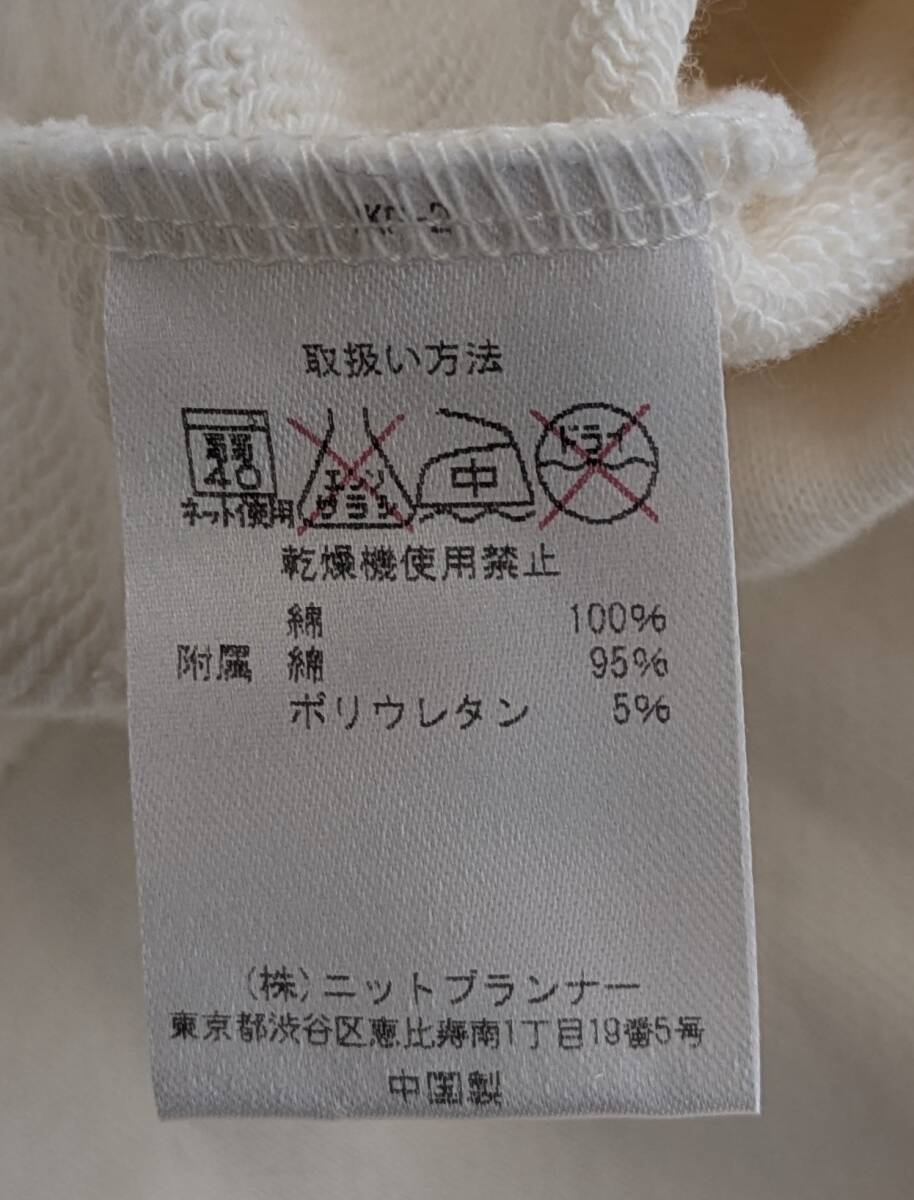 取扱い方法
弱
40
ネット使用
エンソ
サラシ
中
ドライ
乾燥機使用禁止
綿 100%
附属 綿 95%
ポリウレタン 5%
(株)ニットプランナー
東京都渋谷区恵比寿南1丁目19番5号
中国製